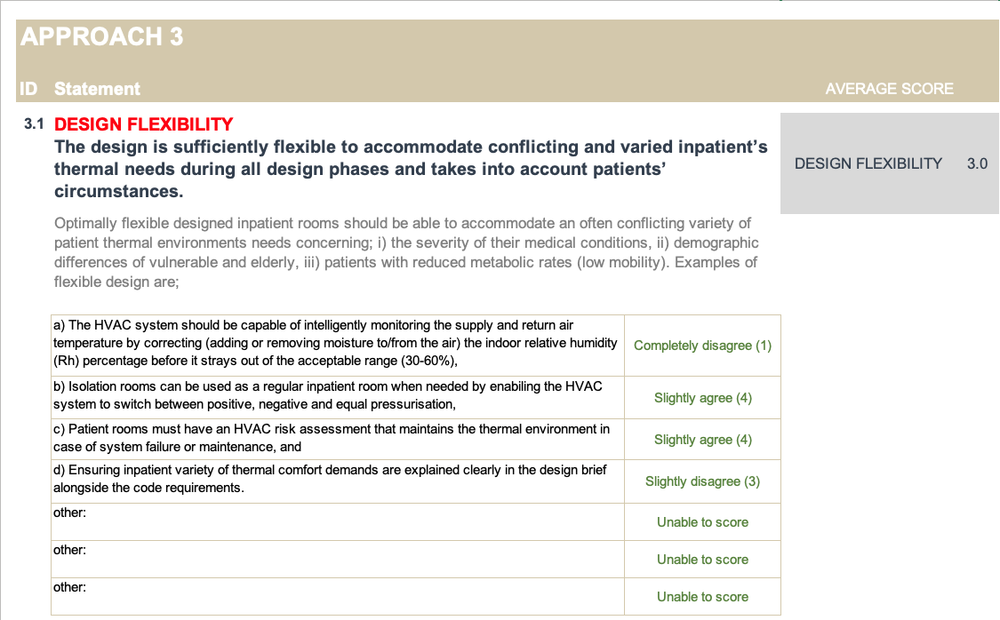 APPROACH 3
ID Statement AVERAGE SCORE
3.1 DESIGN FLEXIBILITY
The design is sufficiently flexible to accommodate conflicting and varied inpatient’s
thermal needs during all design phases and takes into account patients’
circumstances.
DESIGN FLEXIBILITY 3.0
Optimally flexible designed inpatient rooms should be able to accommodate an often conflicting variety of
patient thermal environments needs concerning; i) the severity of their medical conditions, ii) demographic
differences of vulnerable and elderly, iii) patients with reduced metabolic rates (low mobility). Examples of
flexible design are;
a) The HVAC system should be capable of intelligently monitoring the supply and return air
temperature by correcting (adding or removing moisture to/from the air) the indoor relative humidity
(Rh) percentage before it strays out of the acceptable range (30-60%),
Completely disagree (1)
b) Isolation rooms can be used as a regular inpatient room when needed by enabiling the HVAC
system to switch between positive, negative and equal pressurisation,
Slightly agree (4)
c) Patient rooms must have an HVAC risk assessment that maintains the thermal environment in
case of system failure or maintenance, and
Slightly agree (4)
d) Ensuring inpatient variety of thermal comfort demands are explained clearly in the design brief
alongside the code requirements.
Slightly disagree (3)
other:
Unable to score
other:
Unable to score
other:
Unable to score